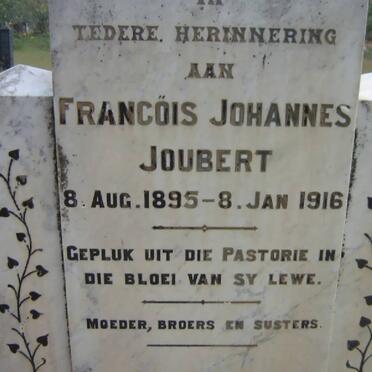 IN
TEDERE HERINNERING
AAN
FRANCÖIS JOHANNES
JOUBERT
8 AUG. 1895 – 8. JAN 1916
GEPLUK UIT DIE PASTORIE IN
DIE BLOEI VAN SY LEWE.
MOEDER, BROERS EN SUSTERS.